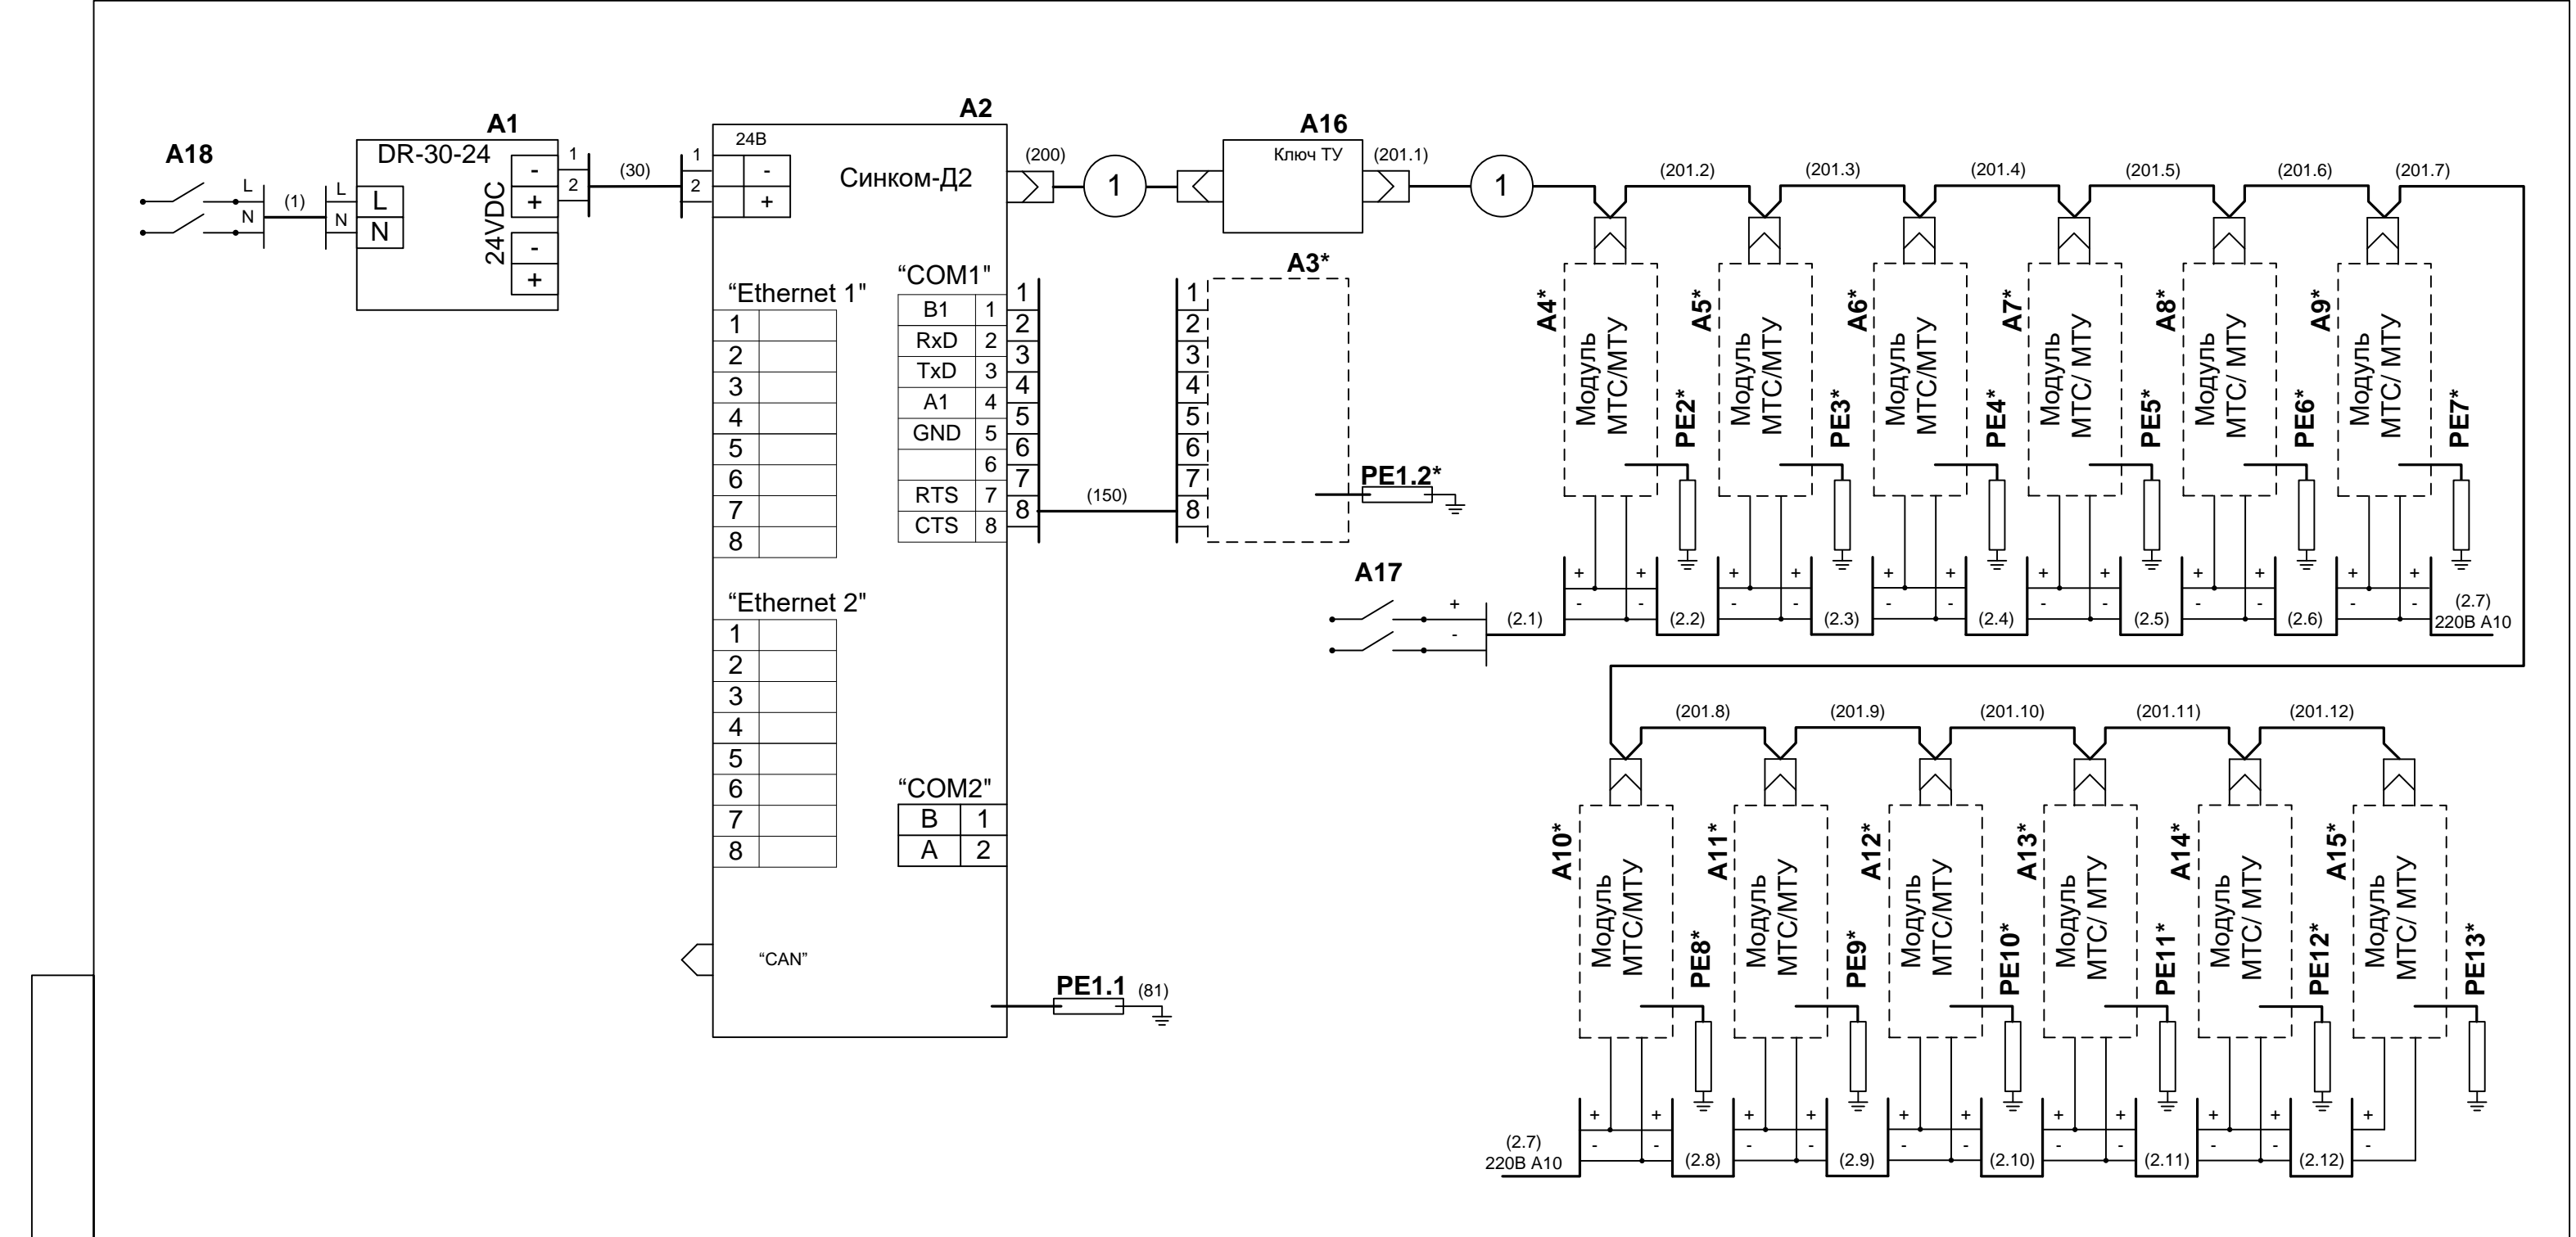 A18
L
N
(1)
L
N
A1
DR-30-24
L
N
24VDC
-
+
-
+
1
2
(30)
1
2
A2
24В
-
+
Синком-Д2
“Ethernet 1"
1
2
3
4
5
6
7
8
“COM1"
B1 1
RxD 2
TxD 3
A1 4
GND 5
6
RTS 7
CTS 8
1
2
3
4
5
6
7
8
(150)
“Ethernet 2"
1
2
3
4
5
6
7
8
“COM2"
B 1
A 2
“CAN”
PE1.1 (81)
(200)
1
A16
Ключ ТУ
(201.1)
1
A3*
1
2
3
4
5
6
7
8
PE1.2*
(201.2)
(201.3)
(201.4)
(201.5)
(201.6)
(201.7)
A4*
Модуль
МТС/МТУ
PE2*
A5*
Модуль
МТС/МТУ
PE3*
A6*
Модуль
МТС/МТУ
PE4*
A7*
Модуль
МТС/ МТУ
PE5*
A8*
Модуль
МТС/ МТУ
PE6*
A9*
Модуль
МТС/ МТУ
PE7*
A17
+
-
(2.1)
+ + + + + + + + + + + +
- - - - - - - - - - - -
(2.2)
(2.3)
(2.4)
(2.5)
(2.6)
(2.7)
220В A10
(201.8)
(201.9)
(201.10)
(201.11)
(201.12)
A10*
Модуль
МТС/МТУ
PE8*
A11*
Модуль
МТС/МТУ
PE9*
A12*
Модуль
МТС/МТУ
PE10*
A13*
Модуль
МТС/ МТУ
PE11*
A14*
Модуль
МТС/ МТУ
PE12*
A15*
Модуль
МТС/ МТУ
PE13*
(2.7)
220В A10
+ + + + + + + + + + +
- - - - - - - - - - -
(2.8)
(2.9)
(2.10)
(2.11)
(2.12)